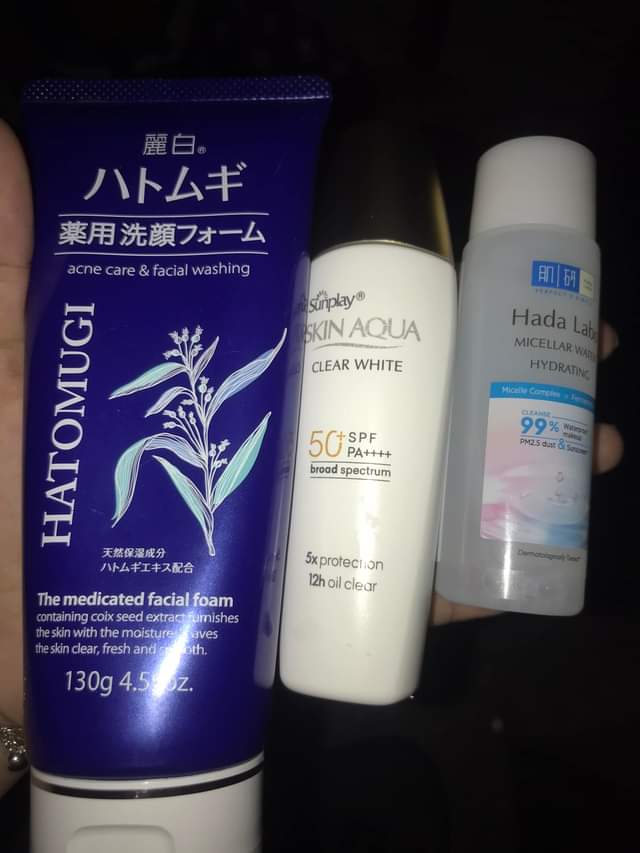 麗白®
ハトムギ
薬用 洗顔フォーム
acne care & facial washing
HATOMUGI
天然保湿成分
ハトムギエキス配合
The medicated facial foam
containing coix seed extract furnishes
the skin with the moisture
the skin clear, fresh and
130g
Sunplay®
SKIN AQUA
CLEAR WHITE
50+ SPF
PA++++
broad spectrum
5x protection
12h oil clear
肌研
Hada Labo
MICELLAR WATER
HYDRATING
Micelle Complex
CLEANSE
99% Waterproof
makeup
PM2.5 dust & Sunscreen
Dermatologically Tested